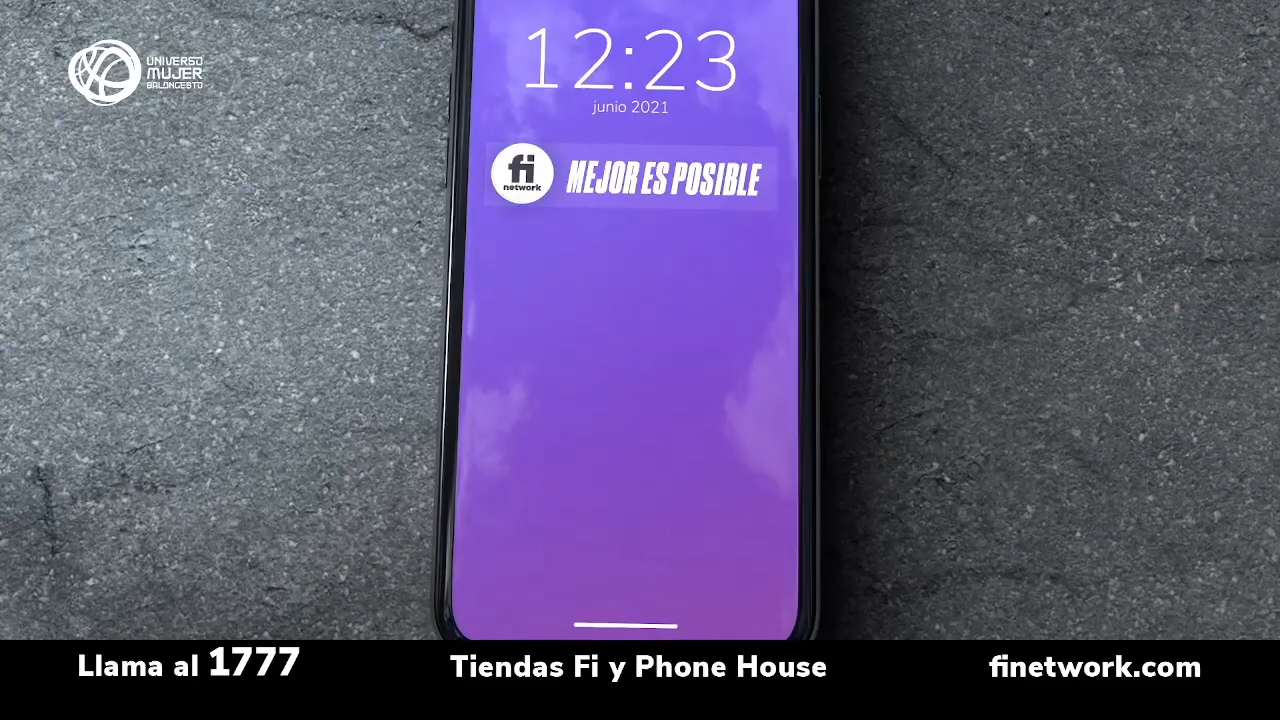 UNIVERSO
MUJER
BALONCESTO
12:23
junio 2021
fi
network
MEJOR ES POSIBLE
Llama al 1777
Tiendas Fi y Phone House
finetwork.com